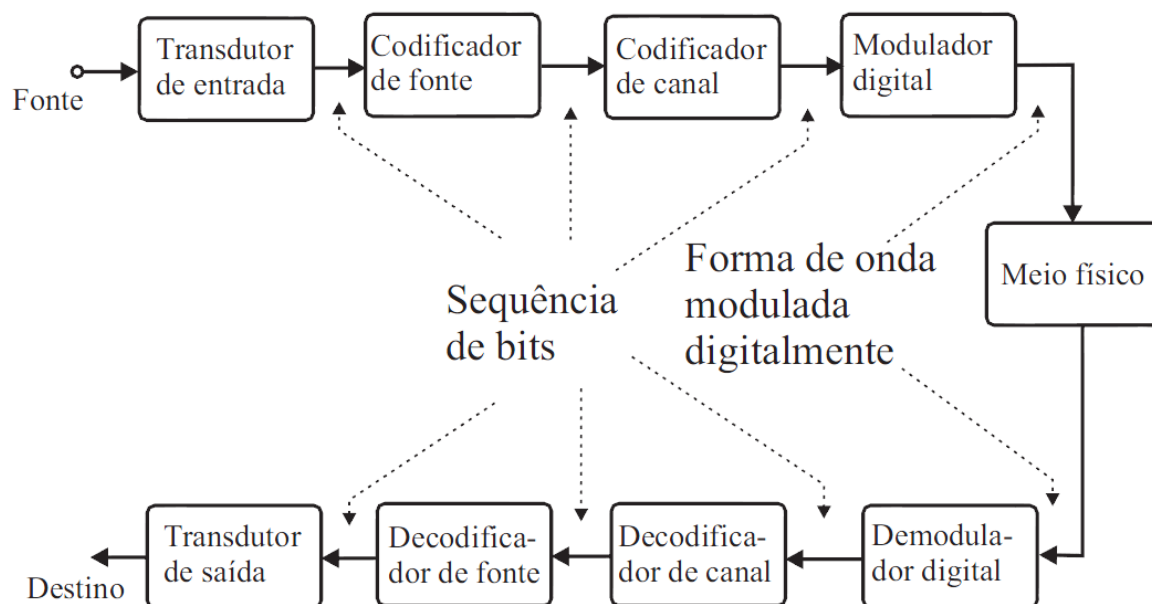 Fonte
Transdutor
de entrada
Codificador
de fonte
Codificador
de canal
Modulador
digital
Meio físico
Sequência
de bits
Forma de onda
modulada
digitalmente
Demodula-
dor digital
Decodifica-
dor de canal
Decodifica-
dor de fonte
Transdutor
de saída
Destino